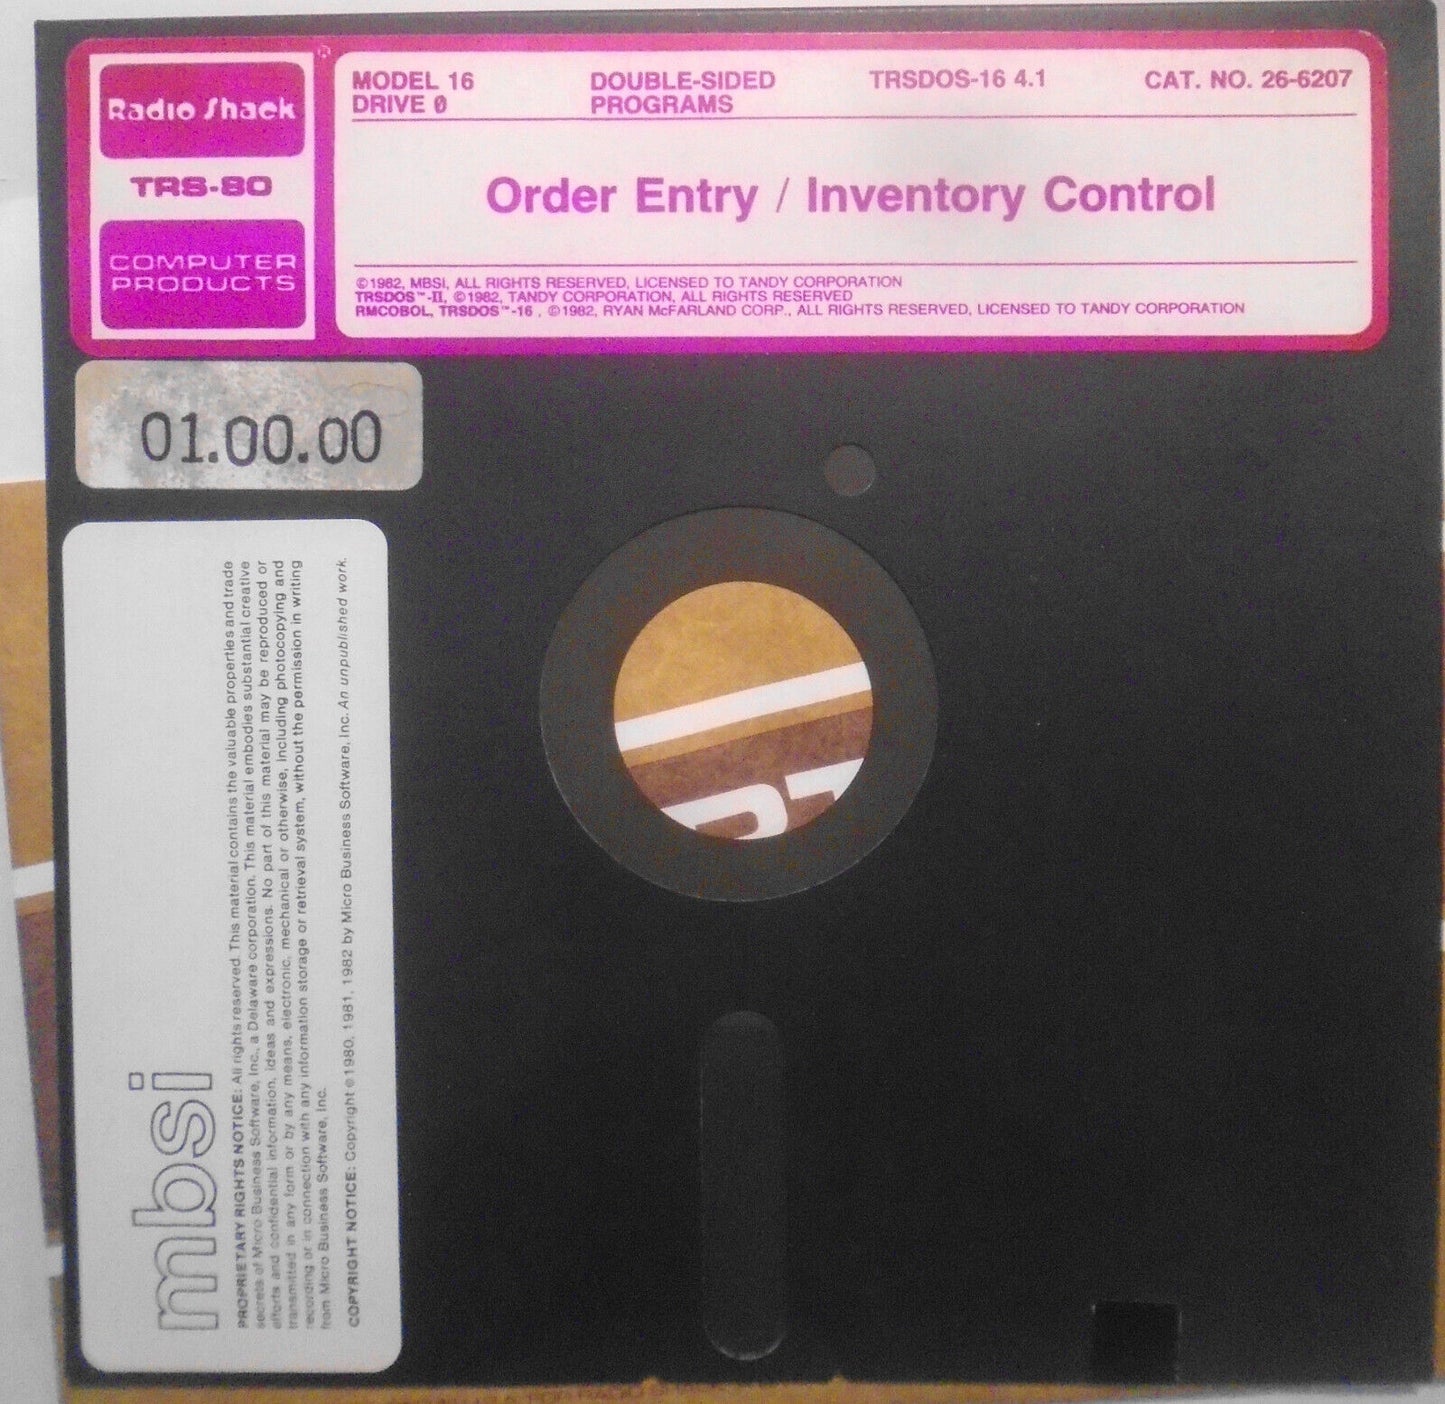 Radio Shack®
TRS-80
COMPUTER
PRODUCTS
MODEL 16
DRIVE 0
DOUBLE-SIDED
PROGRAMS
TRSDOS-16 4.1
CAT. NO. 26-6207
Order Entry / Inventory Control
©1982, MBSI, ALL RIGHTS RESERVED, LICENSED TO TANDY CORPORATION
TRSDOS™-II, ©1982, TANDY CORPORATION, ALL RIGHTS RESERVED
RMCOBOL, TRSDOS™-16 , ©1982, RYAN McFARLAND CORP., ALL RIGHTS RESERVED, LICENSED TO TANDY CORPORATION
01.00.00
mbsi
PROPRIETARY RIGHTS NOTICE: All rights reserved. This material contains the valuable properties and trade
secrets of Micro Business Software, Inc., a Delaware corporation. This material embodies substantial creative
efforts and confidential information, ideas and expressions. No part of this material may be reproduced or
transmitted in any form or by any means, electronic, mechanical or otherwise, including photocopying and
recording or in connection with any information storage or retrieval system, without the permission in writing
from Micro Business Software, Inc.
COPYRIGHT NOTICE: Copyright © 1980, 1981, 1982 by Micro Business Software, Inc. An unpublished work.